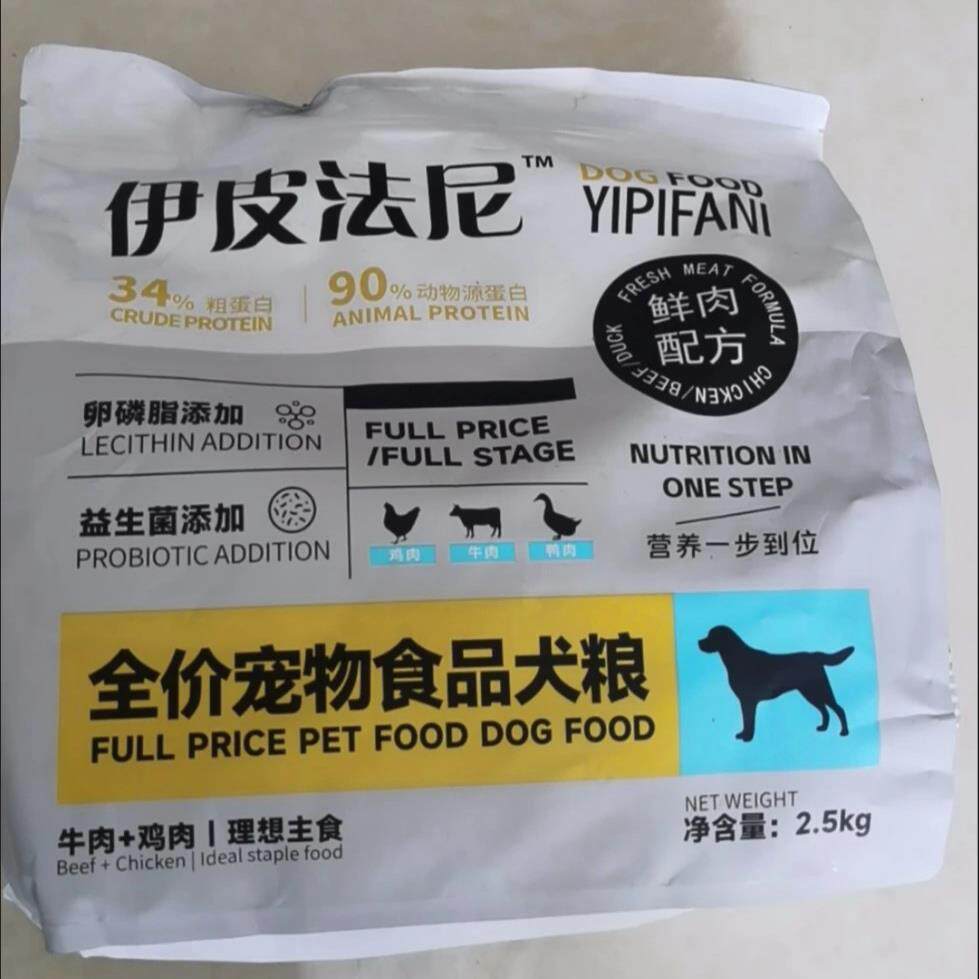 伊皮法尼™
DOG FOOD
YIPIFANI
34% 粗蛋白
CRUDE PROTEIN
90% 动物源蛋白
ANIMAL PROTEIN
FRESH MEAT FORMULA
鲜肉
配方
CHICKEN/BEEF/DUCK
卵磷脂添加
LECITHIN ADDITION
益生菌添加
PROBIOTIC ADDITION
FULL PRICE
/FULL STAGE
鸡肉 牛肉 鸭肉
NUTRITION IN
ONE STEP
营养一步到位
全价宠物食品犬粮
FULL PRICE PET FOOD DOG FOOD
牛肉+鸡肉 | 理想主食
Beef + Chicken | Ideal staple food
NET WEIGHT
净含量：2.5kg